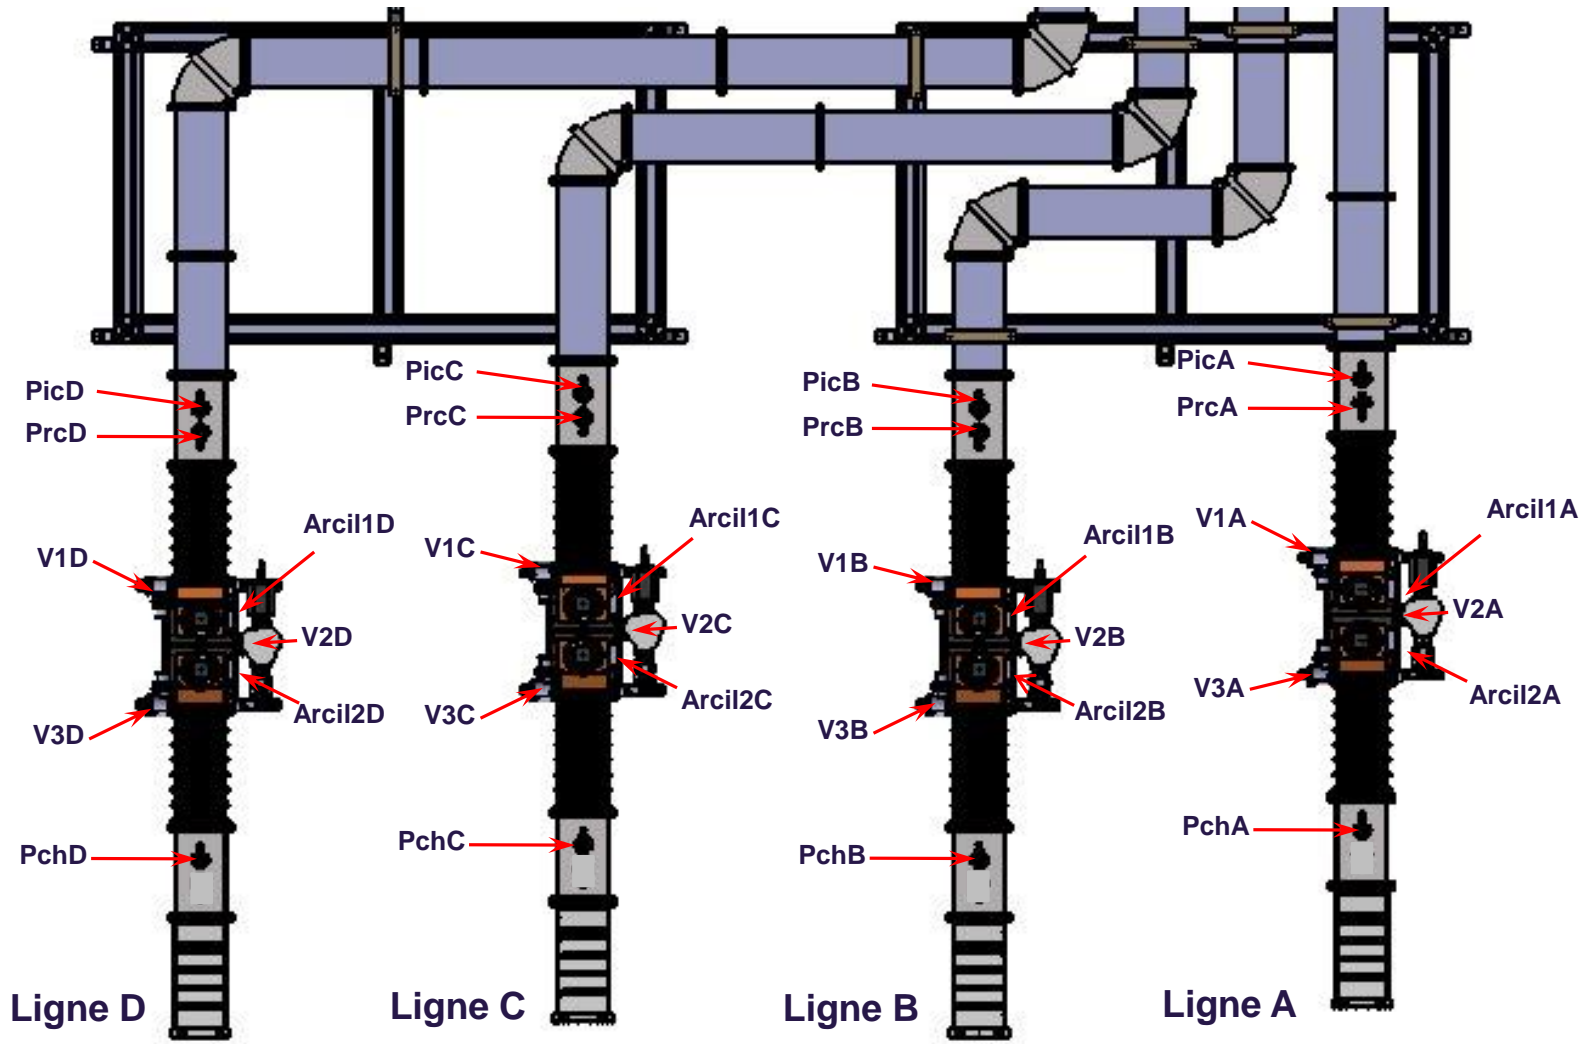 PicD
PrcD
Arcil1D
V1D
V2D
Arcil2D
V3D
PchD
Ligne D
PicC
PrcC
Arcil1C
V1C
V2C
Arcil2C
V3C
PchC
Ligne C
PicB
PrcB
Arcil1B
V1B
V2B
Arcil2B
V3B
PchB
Ligne B
PicA
PrcA
Arcil1A
V1A
V2A
Arcil2A
V3A
PchA
Ligne A